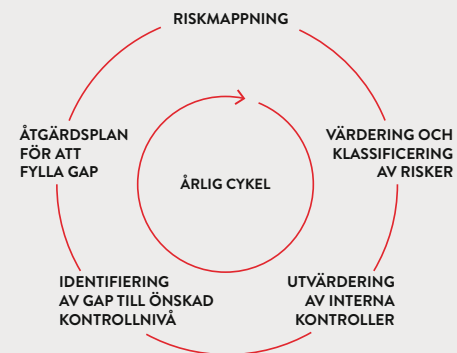 RISKMAPPNING
VÄRDERING OCH
KLASSIFICERING
AV RISKER
UTVÄRDERING
AV INTERNA
KONTROLLER
IDENTIFIERING
AV GAP TILL ÖNSKAD
KONTROLLNIVÅ
ÅTGÄRDSPLAN
FÖR ATT
FYLLA GAP
ÅRLIG CYKEL